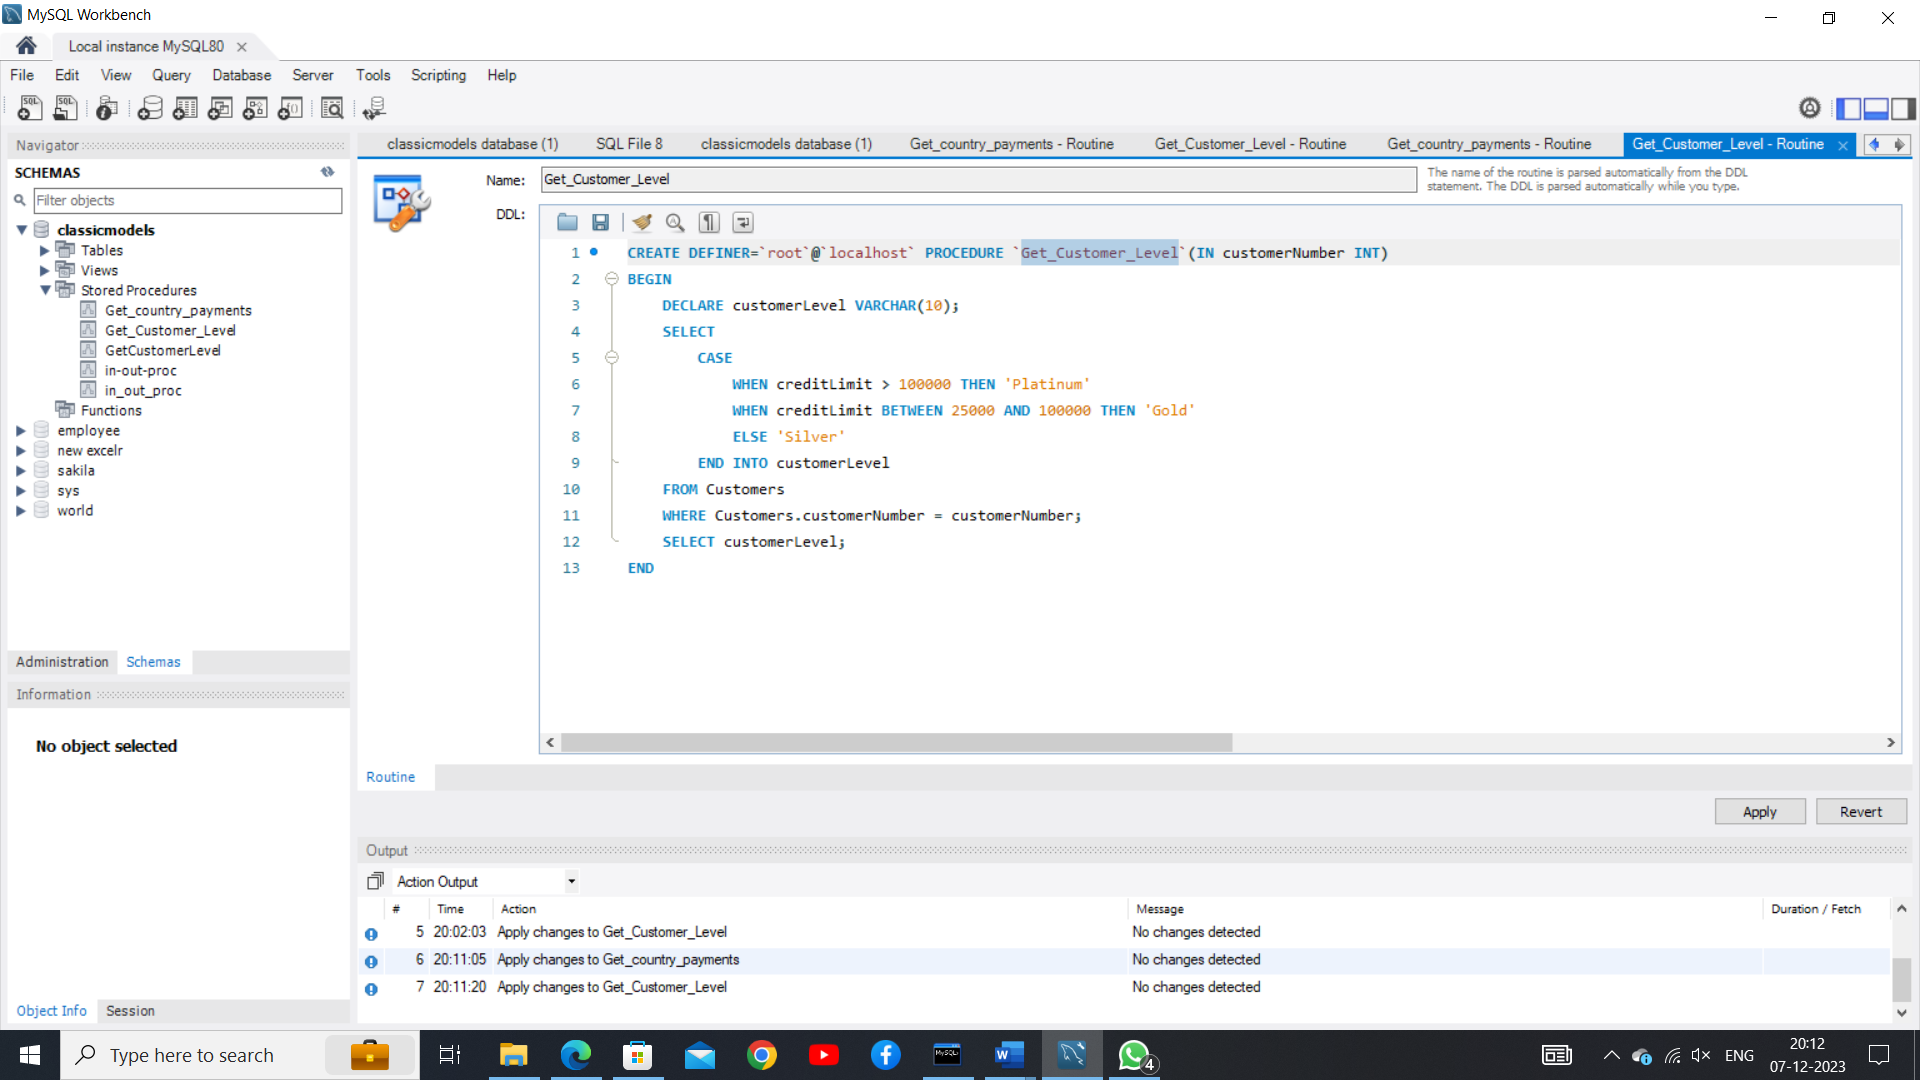 MySQL Workbench
Local instance MySQL80
File Edit View Query Database Server Tools Scripting Help
Navigator
SCHEMAS
Filter objects
classicmodels
Tables
Views
Stored Procedures
Get_country_payments
Get_Customer_Level
GetCustomerLevel
in-out-proc
in_out_proc
Functions
employee
new excelr
sakila
sys
world
Administration Schemas
Information
No object selected
Object Info Session
classicmodels database (1) SQL File 8 classicmodels database (1) Get_country_payments - Routine Get_Customer_Level - Routine Get_country_payments - Routine Get_Customer_Level - Routine
Name: Get_Customer_Level
The name of the routine is parsed automatically from the DDL
statement. The DDL is parsed automatically while you type.
DDL:
1 CREATE DEFINER=`root`@`localhost` PROCEDURE `Get_Customer_Level`(IN customerNumber INT)
2 BEGIN
3 DECLARE customerLevel VARCHAR(10);
4 SELECT
5 CASE
6 WHEN creditLimit > 100000 THEN 'Platinum'
7 WHEN creditLimit BETWEEN 25000 AND 100000 THEN 'Gold'
8 ELSE 'Silver'
9 END INTO customerLevel
10 FROM Customers
11 WHERE Customers.customerNumber = customerNumber;
12 SELECT customerLevel;
13 END
Routine
Apply Revert
Output
Action Output
# Time Action Message Duration / Fetch
5 20:02:03 Apply changes to Get_Customer_Level No changes detected
6 20:11:05 Apply changes to Get_country_payments No changes detected
7 20:11:20 Apply changes to Get_Customer_Level No changes detected
Type here to search
4
ENG
20:12
07-12-2023